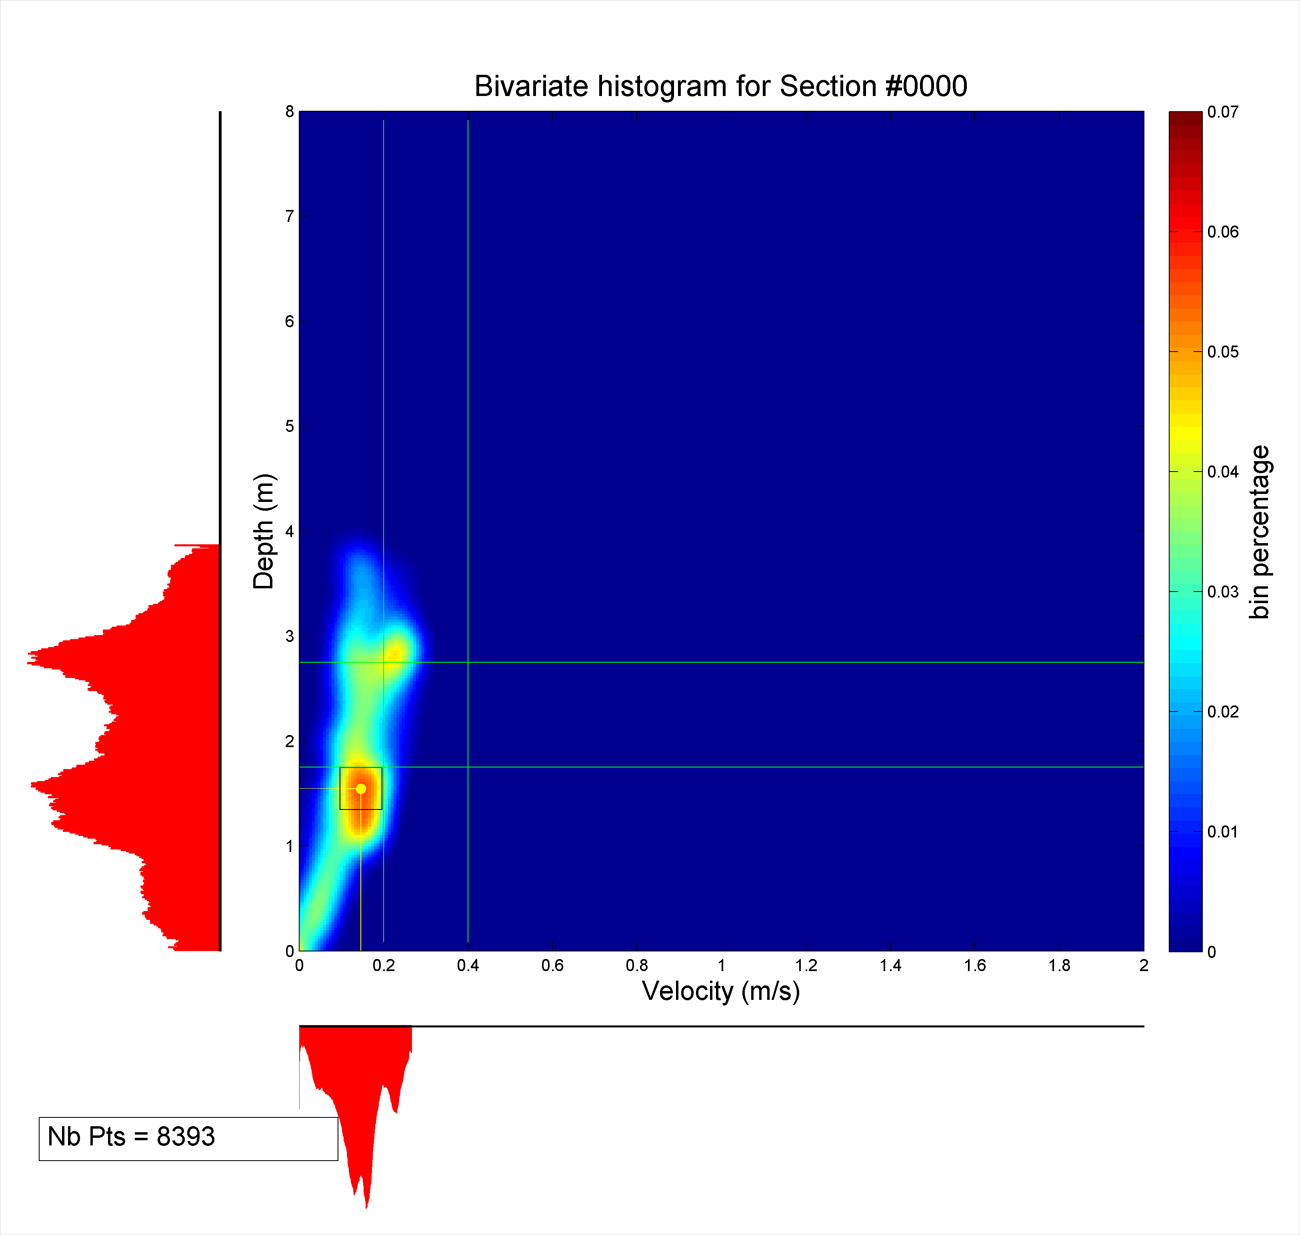 Bivariate histogram for Section #0000
8
7
6
5
4
3
2
1
0
Depth (m)
0 0.2 0.4 0.6 0.8 1 1.2 1.4 1.6 1.8 2
Velocity (m/s)
0.07
0.06
0.05
0.04
0.03
0.02
0.01
0
bin percentage
Nb Pts = 8393